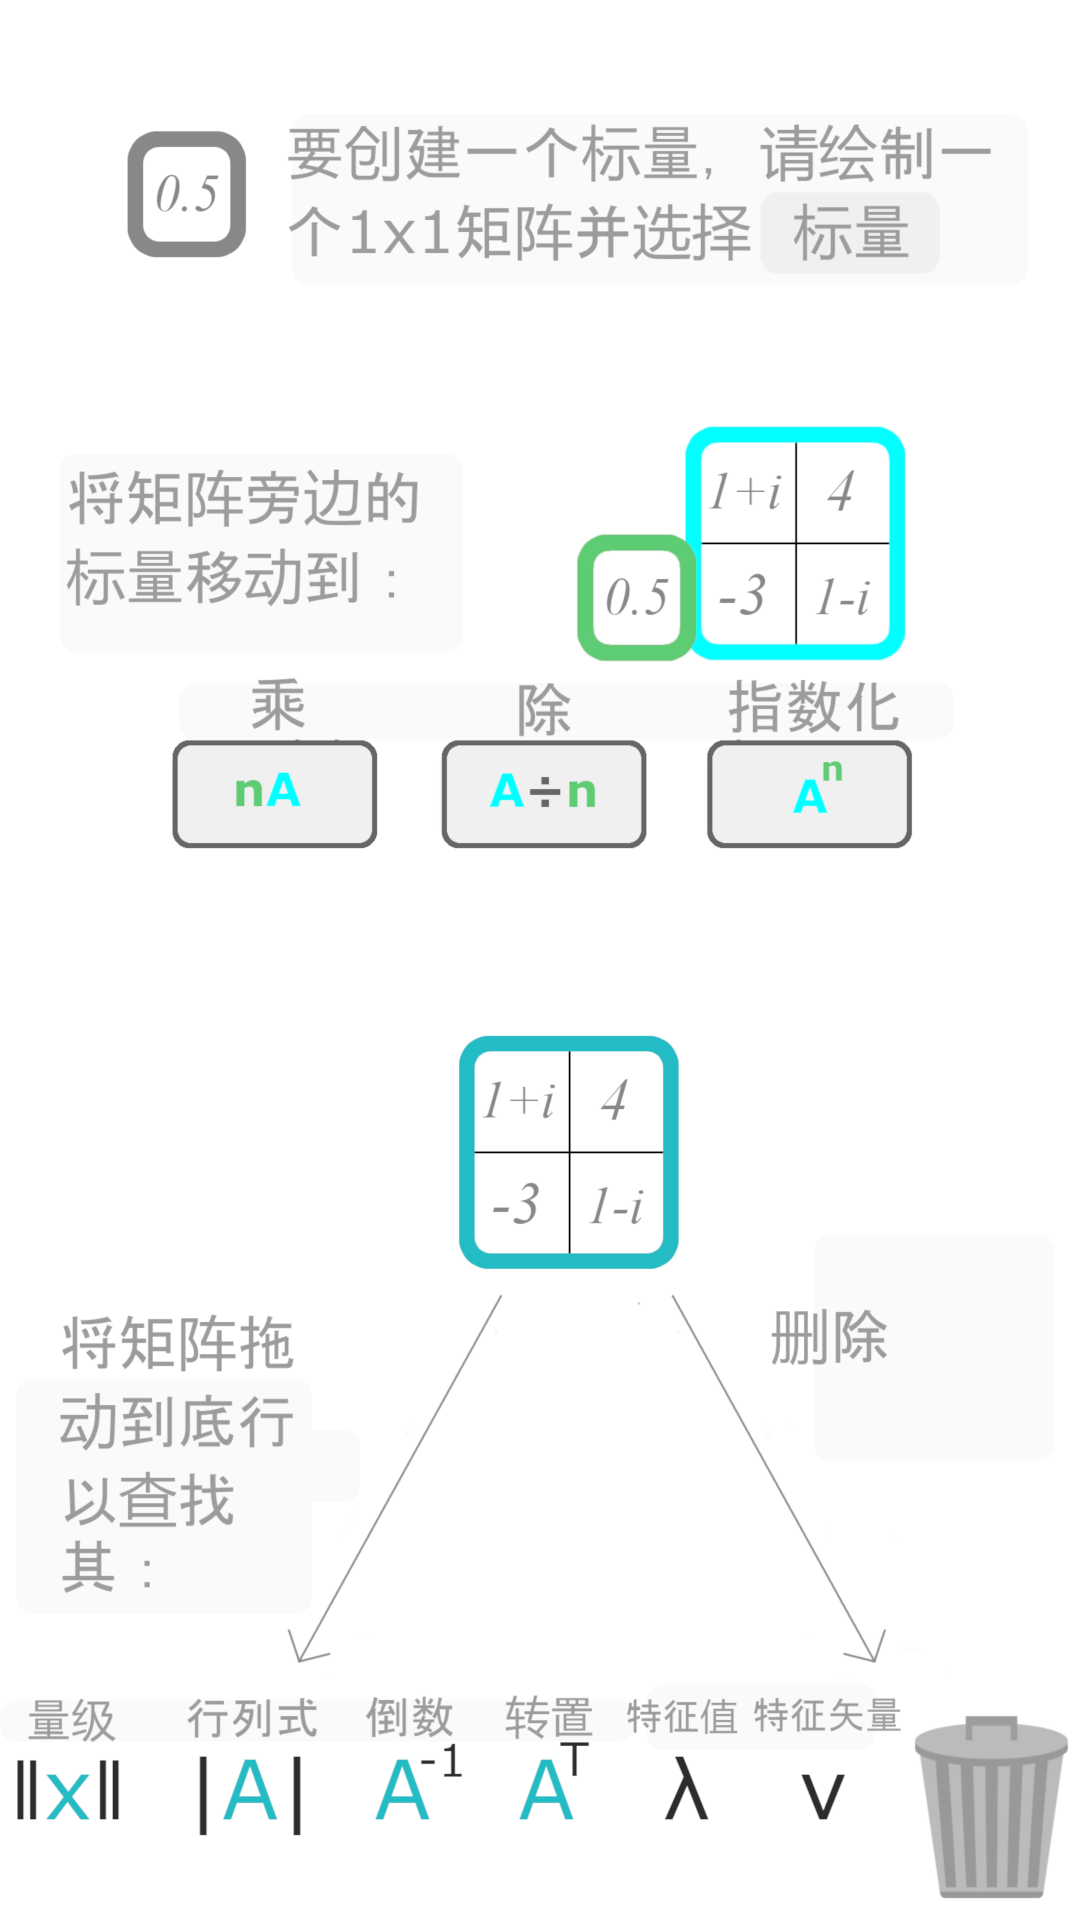 0.5
要创建一个标量，请绘制一
个1x1矩阵并选择 标量
将矩阵旁边的
标量移动到：
1+i 4
0.5 -3 1-i
乘 除 指数化
nA A÷n Aⁿ
1+i 4
-3 1-i
将矩阵拖
动到底行
以查找
其：
删除
量级 行列式 倒数 转置 特征值 特征矢量
‖x‖ |A| A⁻¹ Aᵀ λ v